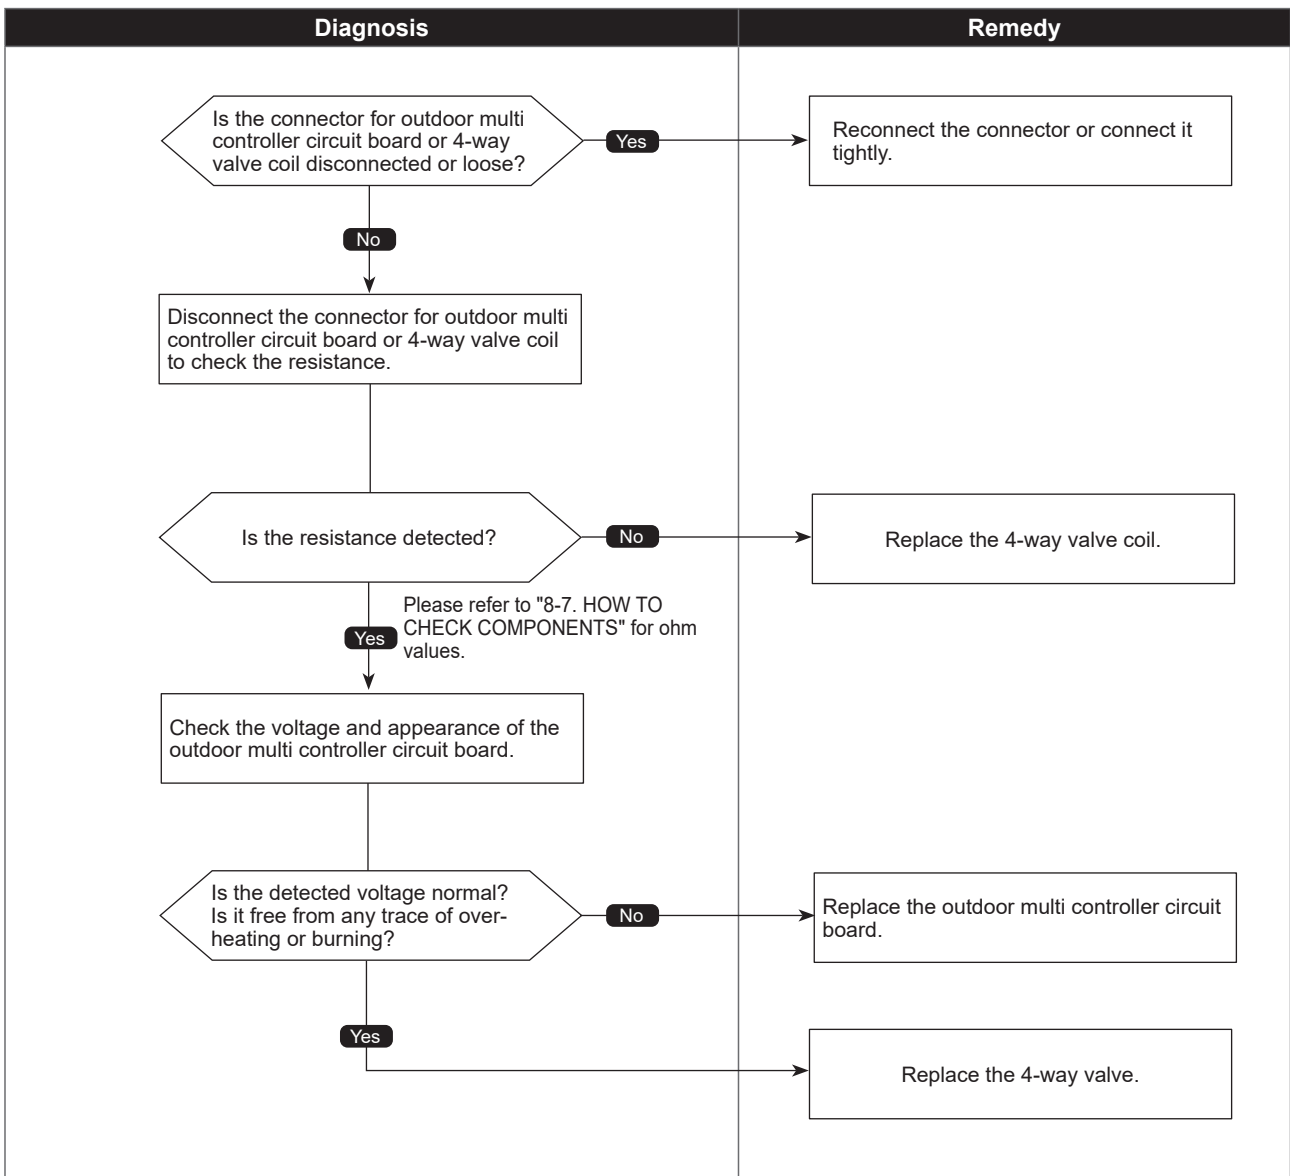 Diagnosis
Remedy
Is the connector for outdoor multi
controller circuit board or 4-way
valve coil disconnected or loose?
Yes
Reconnect the connector or connect it
tightly.
No
Disconnect the connector for outdoor multi
controller circuit board or 4-way valve coil
to check the resistance.
Is the resistance detected?
No
Replace the 4-way valve coil.
Please refer to "8-7. HOW TO
CHECK COMPONENTS" for ohm
values.
Yes
Check the voltage and appearance of the
outdoor multi controller circuit board.
Is the detected voltage normal?
Is it free from any trace of over-
heating or burning?
No
Replace the outdoor multi controller circuit
board.
Yes
Replace the 4-way valve.